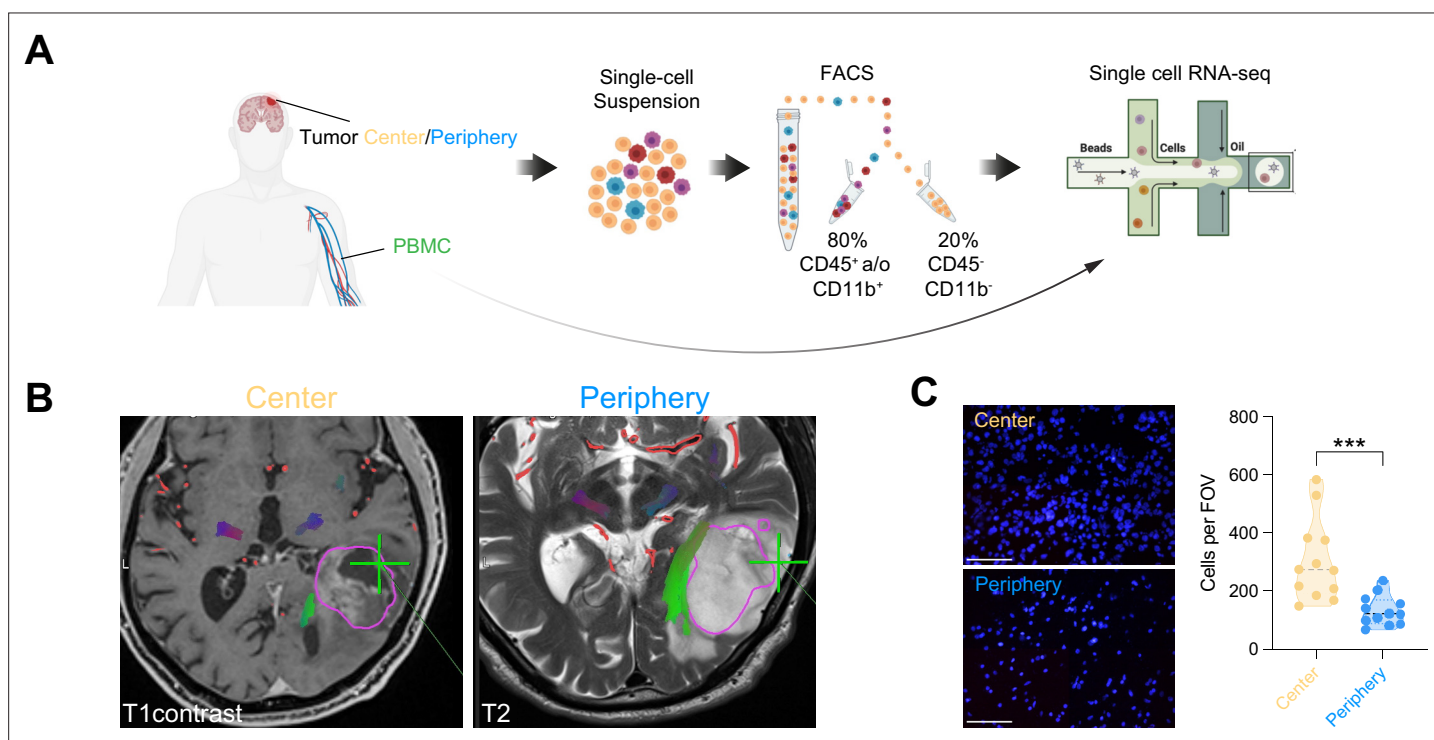 A
Tumor Center/Periphery
PBMC
Single-cell
Suspension
FACS
80%
CD45⁺ a/o
CD11b⁺
20%
CD45⁻
CD11b⁻
Single cell RNA-seq
Beads
Cells
Oil
B
Center
L
T1contrast
Periphery
L
T2
C
Center
Periphery
Cells per FOV
800
600
400
200
0
***
Center
Periphery